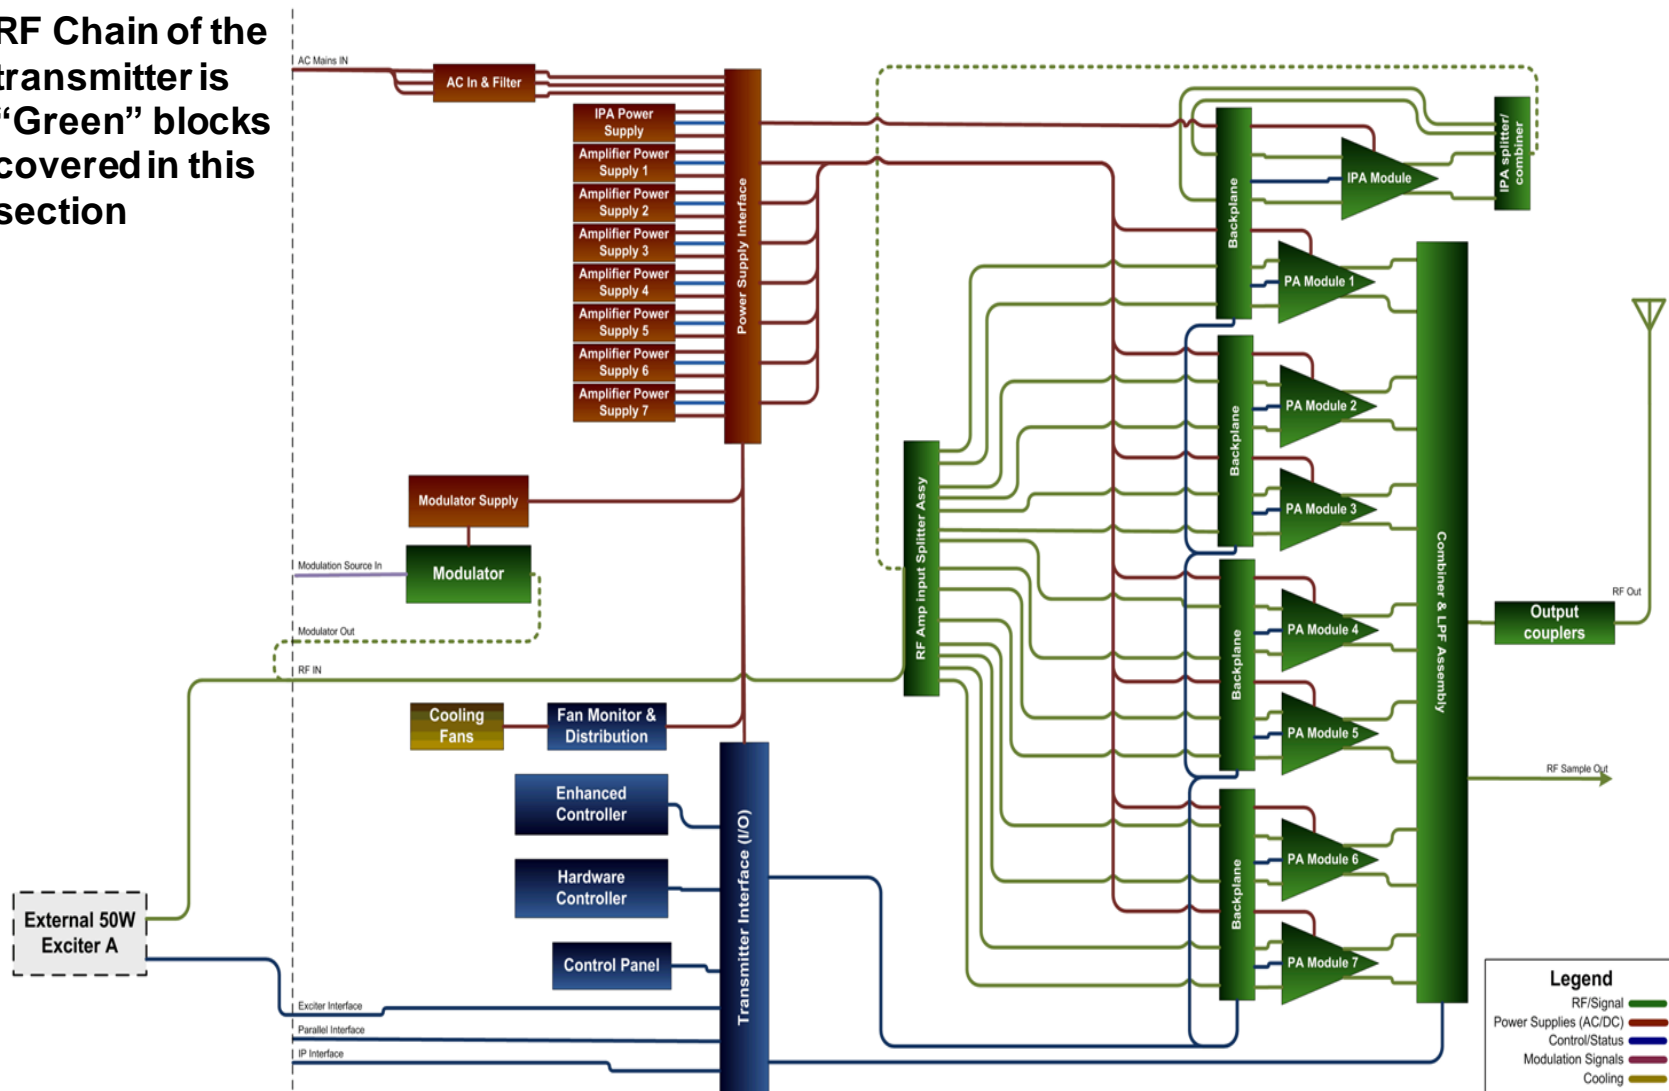 RF Chain of the
transmitter is
“Green” blocks
covered in this
section
AC Mains IN
AC In & Filter
IPA Power
Supply
Amplifier Power
Supply 1
Amplifier Power
Supply 2
Amplifier Power
Supply 3
Amplifier Power
Supply 4
Amplifier Power
Supply 5
Amplifier Power
Supply 6
Amplifier Power
Supply 7
Power Supply Interface
Modulator Supply
Modulation Source In
Modulator
Modulator Out
RF IN
Cooling
Fans
Fan Monitor &
Distribution
Enhanced
Controller
Hardware
Controller
Control Panel
Transmitter Interface (I/O)
External 50W
Exciter A
Exciter Interface
Parallel Interface
IP Interface
RF Amp input Splitter Assy
Backplane
IPA Module
IPA splitter/
combiner
PA Module 1
Backplane
PA Module 2
PA Module 3
Backplane
PA Module 4
PA Module 5
Backplane
PA Module 6
PA Module 7
Combiner & LPF Assembly
Output
couplers
RF Out
RF Sample Out
Legend
RF/Signal
Power Supplies (AC/DC)
Control/Status
Modulation Signals
Cooling